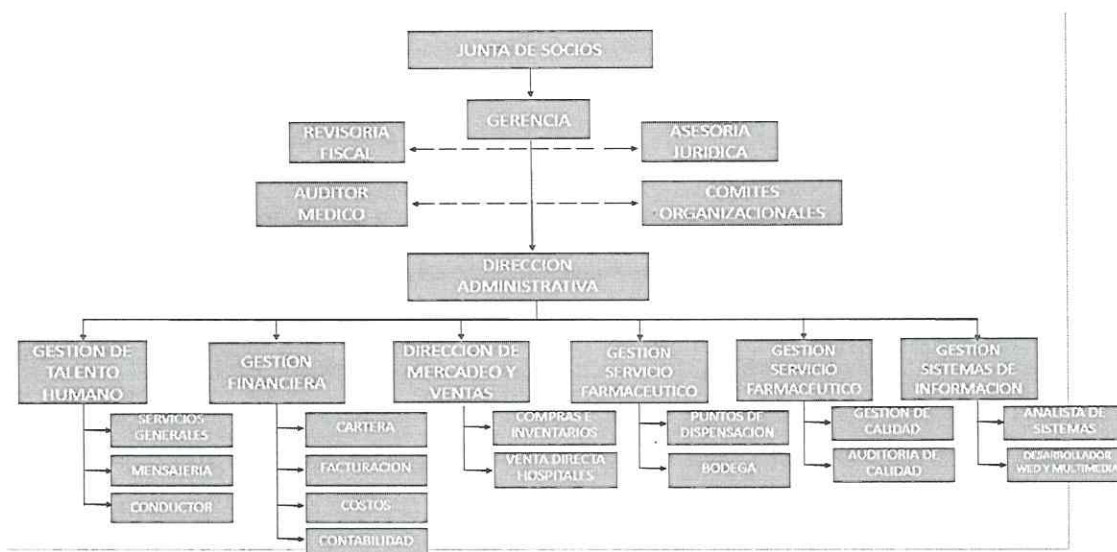 JUNTA DE SOCIOS
GERENCIA
REVISORIA
FISCAL
ASESORIA
JURIDICA
AUDITOR
MEDICO
COMITES
ORGANIZACIONALES
DIRECCION
ADMINISTRATIVA
GESTION DE
TALENTO
HUMANO
SERVICIOS
GENERALES
MENSAJERIA
CONDUCTOR
GESTION
FINANCIERA
CARTERA
FACTURACION
COSTOS
CONTABILIDAD
DIRECCION DE
MERCADEO Y
VENTAS
COMPRAS E
INVENTARIOS
VENTA DIRECTA
HOSPITALES
GESTION
SERVICIO
FARMACEUTICO
PUNTOS DE
DISPENSACION
BODEGA
GESTION
SERVICIO
FARMACEUTICO
GESTION DE
CALIDAD
AUDITORIA DE
CALIDAD
GESTION
SISTEMAS DE
INFORMACION
ANALISTA DE
SISTEMAS
DESARROLLADOR
WED Y MULTIMEDIA